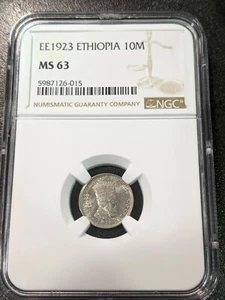 EE1923 ETHIOPIA 10M
MS 63
5987126-015
NUMISMATIC GUARANTY COMPANY
NGC